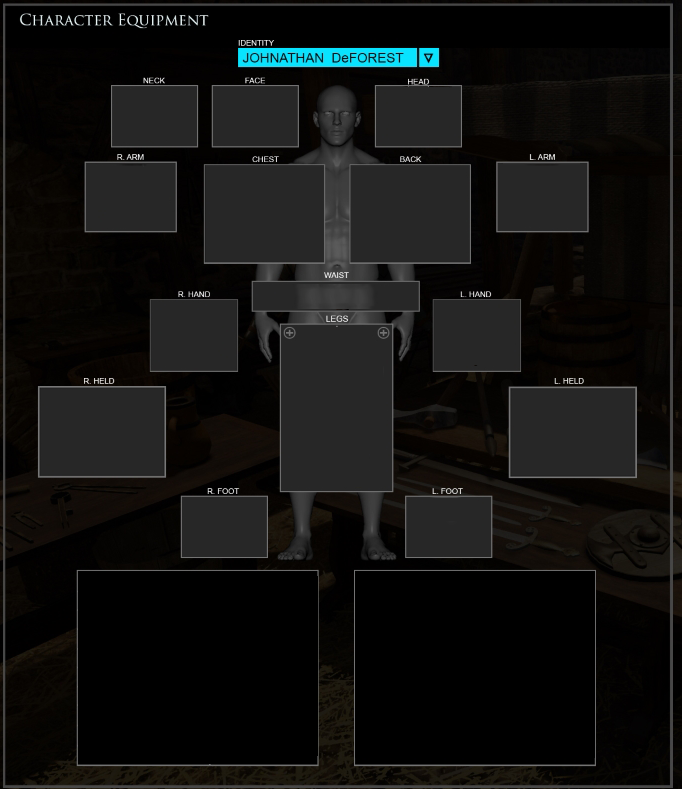 CHARACTER EQUIPMENT
IDENTITY
JOHNATHAN DeFOREST
NECK
FACE
HEAD
R. ARM
CHEST
BACK
L. ARM
WAIST
R. HAND
L. HAND
LEGS
R. HELD
L. HELD
R. FOOT
L. FOOT